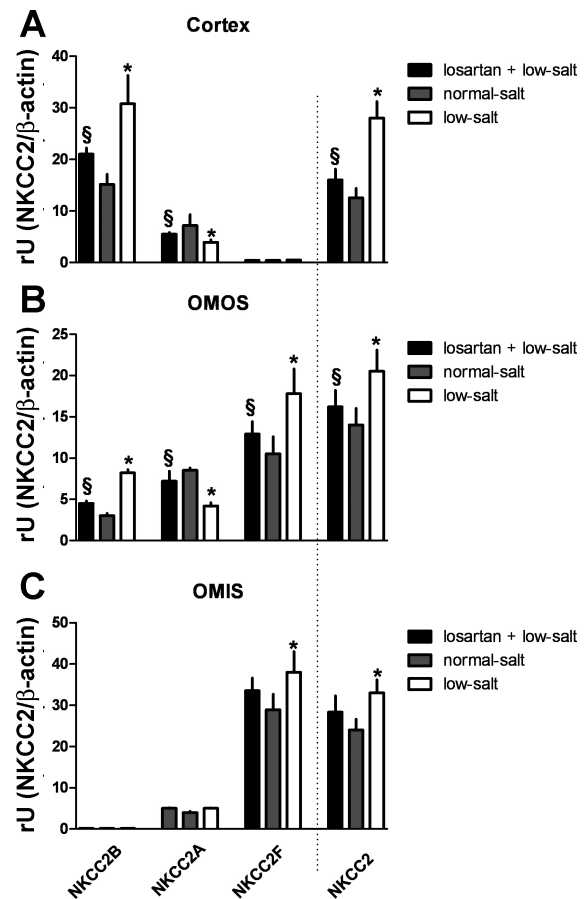 A
Cortex
rU (NKCC2/β-actin)
40
30
20
10
0
§
*
§
*
§
*
losartan + low-salt
normal-salt
low-salt
B
OMOS
rU (NKCC2/β-actin)
25
20
15
10
5
0
§
*
§
*
§
*
§
*
losartan + low-salt
normal-salt
low-salt
C
OMIS
rU (NKCC2/β-actin)
50
40
30
20
10
0
*
*
losartan + low-salt
normal-salt
low-salt
NKCC2B
NKCC2A
NKCC2F
NKCC2